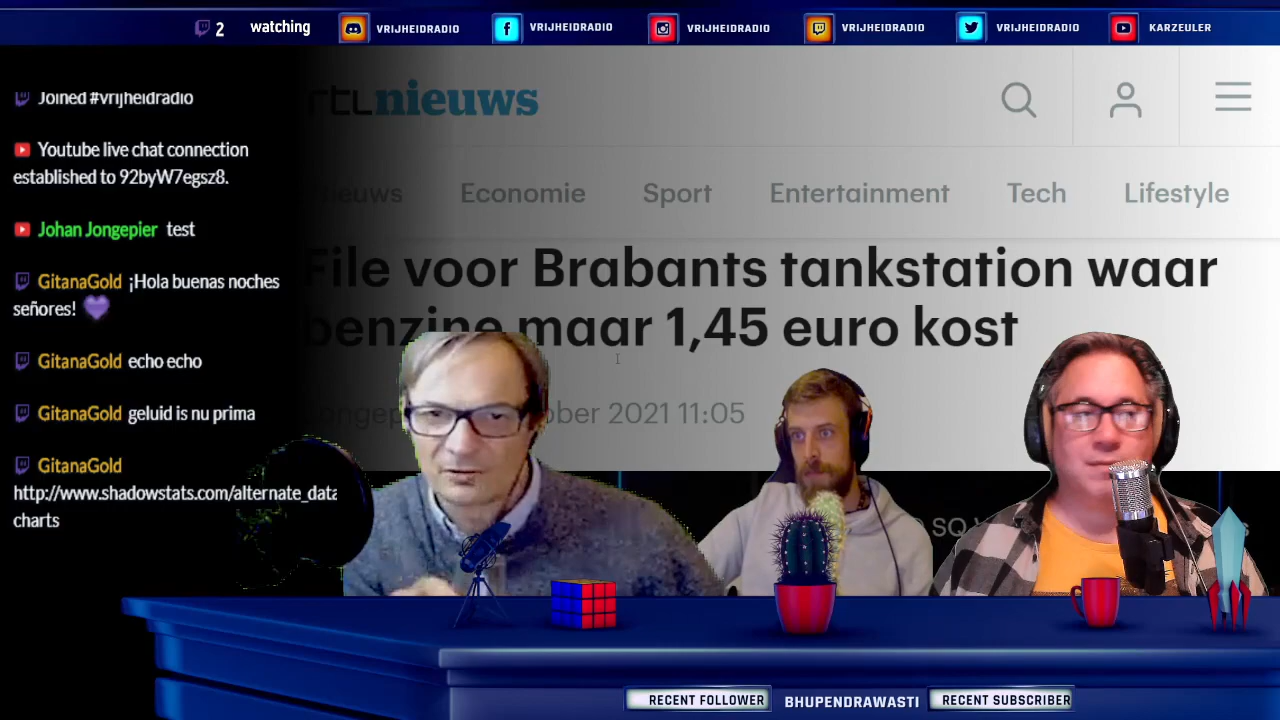 2 watching
VRIJHEIDRADIO
VRIJHEIDRADIO
VRIJHEIDRADIO
VRIJHEIDRADIO
VRIJHEIDRADIO
KARZEULER
Joined #vrijheidradio
Youtube live chat connection
established to 92byW7egsz8.
Johan Jongepier test
GitanaGold ¡Hola buenas noches
señores!
GitanaGold echo echo
GitanaGold geluid is nu prima
GitanaGold
http://www.shadowstats.com/alternate_data
charts
rtlnieuws
nieuws Economie Sport Entertainment Tech Lifestyle
File voor Brabants tankstation waar
benzine maar 1,45 euro kost
2021 11:05
RECENT FOLLOWER BHUPENDRAWASTI RECENT SUBSCRIBER